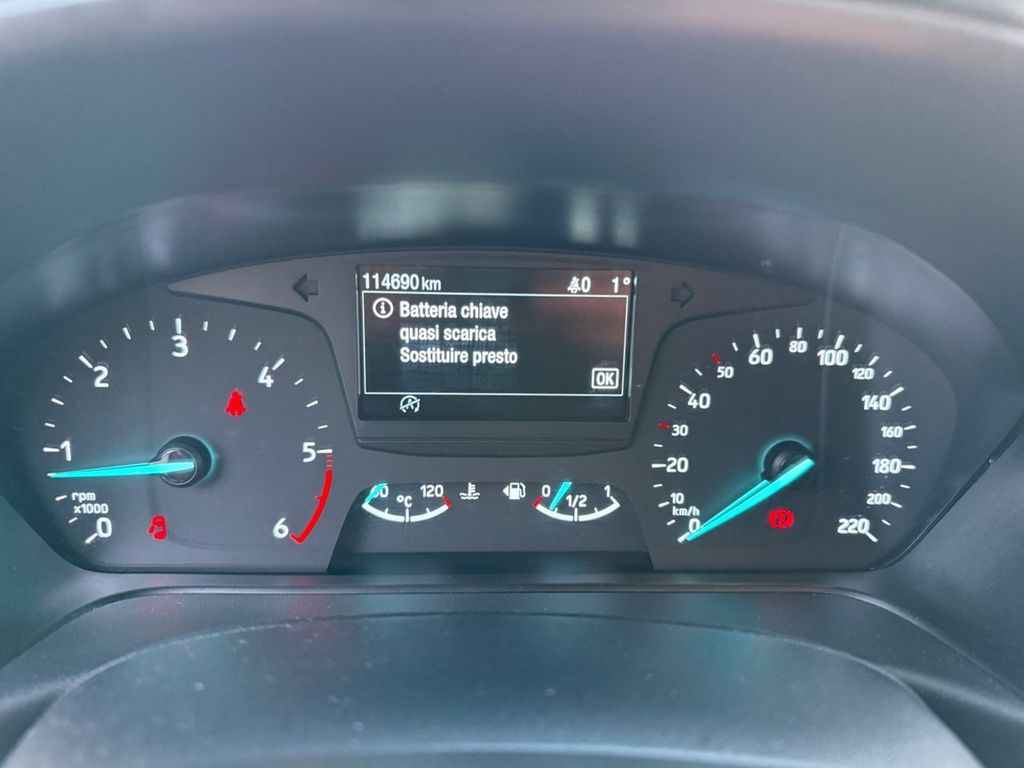 114690 km 0 1°
i Batteria chiave
quasi scarica
Sostituire presto
OK
0 1 2 3 4 5 6
rpm
x1000
°C 120
0 1/2 1
0 10 20 30 40 50 60 80 100 120 140 160 180 200 220
km/h